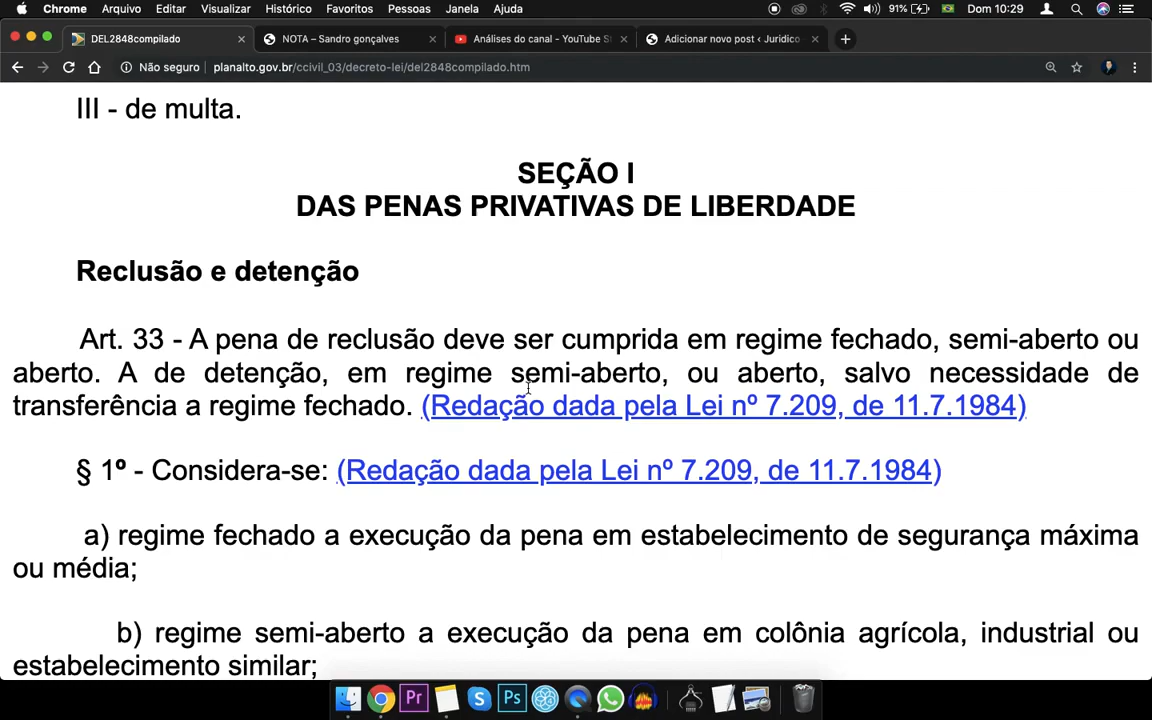 Chrome Arquivo Editar Visualizar Histórico Favoritos Pessoas Janela Ajuda 91% Dom 10:29
DEL2848compilado NOTA – Sandro gonçalves Análises do canal - YouTube S Adicionar novo post ‹ Juridico
Não seguro planalto.gov.br/ccivil_03/decreto-lei/del2848compilado.htm
III - de multa.
SEÇÃO I
DAS PENAS PRIVATIVAS DE LIBERDADE
Reclusão e detenção
Art. 33 - A pena de reclusão deve ser cumprida em regime fechado, semi-aberto ou
aberto. A de detenção, em regime semi-aberto, ou aberto, salvo necessidade de
transferência a regime fechado. (Redação dada pela Lei nº 7.209, de 11.7.1984)
§ 1º - Considera-se: (Redação dada pela Lei nº 7.209, de 11.7.1984)
a) regime fechado a execução da pena em estabelecimento de segurança máxima
ou média;
b) regime semi-aberto a execução da pena em colônia agrícola, industrial ou
estabelecimento similar;
Pr Ps